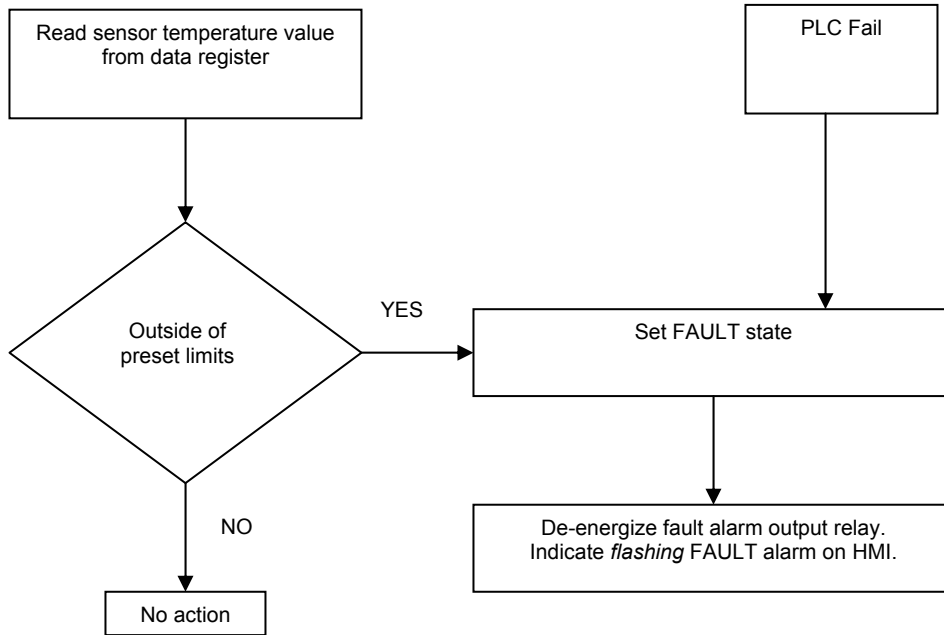 Read sensor temperature value
from data register
PLC Fail
Outside of
preset limits
YES
Set FAULT state
NO
De-energize fault alarm output relay.
Indicate flashing FAULT alarm on HMI.
No action